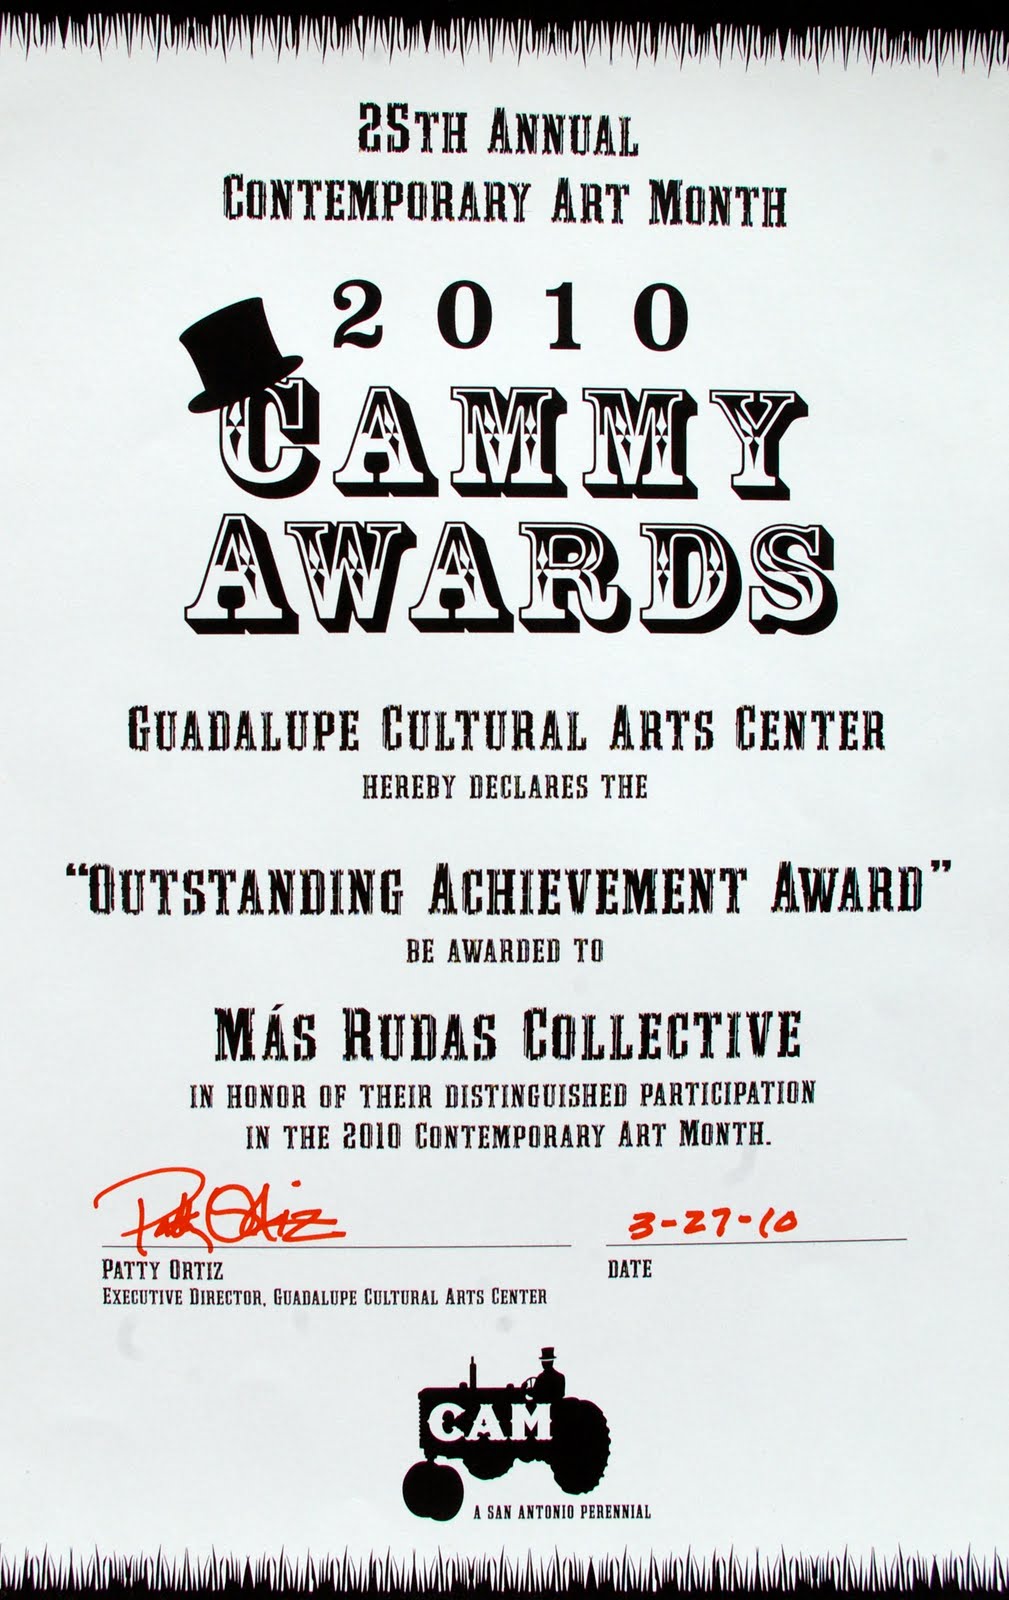 25th Annual
Contemporary Art Month
2010
Cammy
Awards
Guadalupe Cultural Arts Center
hereby declares the
“Outstanding Achievement Award”
be awarded to
Más Rudas Collective
in honor of their distinguished participation
in the 2010 Contemporary Art Month.
Patty Ortiz
3-27-10
Patty Ortiz
Date
Executive Director, Guadalupe Cultural Arts Center
CAM
A San Antonio Perennial